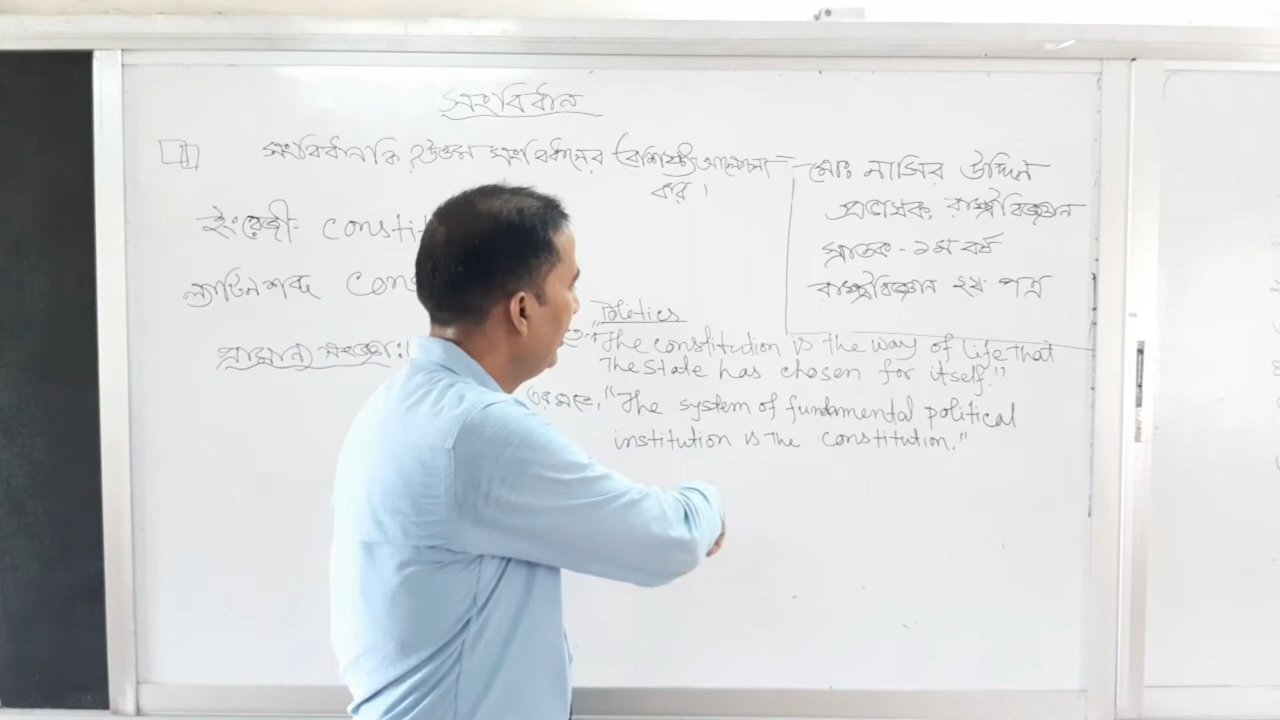 সংবিধান
সংবিধান কি? উত্তম সংবিধানের বৈশিষ্ট্য আলোচনা
কর।
মোঃ নাসির উদ্দিন
প্রভাষক, রাষ্ট্রবিজ্ঞান
স্নাতক - ১ম বর্ষ
রাষ্ট্রবিজ্ঞান ২য় পত্র
ইংরেজী- consti
ল্যাটিন শব্দ Cons
সামান্য সংজ্ঞা:
Politics
"The constitution is the way of life that
The State has chosen for itself."
এর মতে, "The system of fundamental political
institution is the constitution."